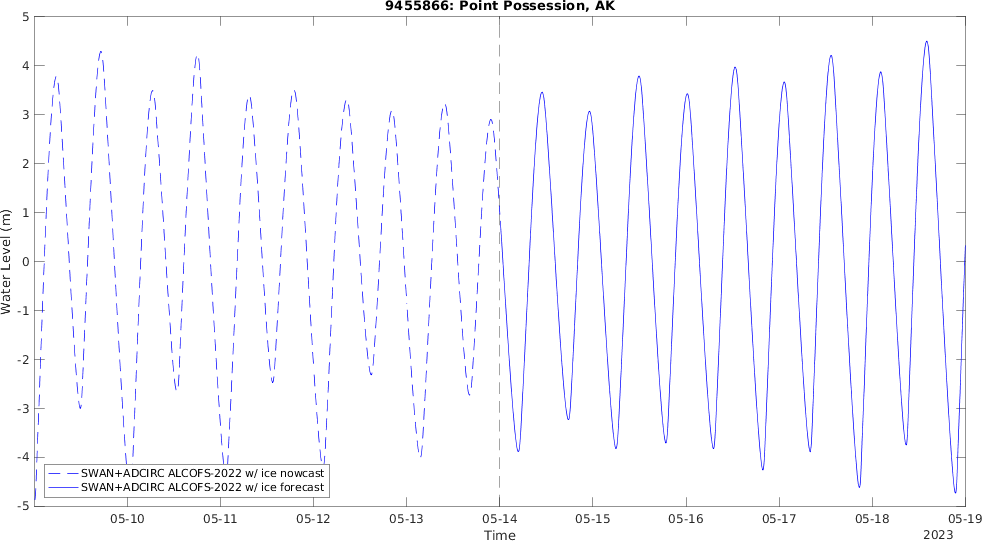 9455866: Point Possession, AK
5
4
3
2
1
0
-1
-2
-3
-4
-5
Water Level (m)
SWAN+ADCIRC ALCOFS-2022 w/ ice nowcast
SWAN+ADCIRC ALCOFS-2022 w/ ice forecast
05-10 05-11 05-12 05-13 05-14 05-15 05-16 05-17 05-18 05-19
Time
2023